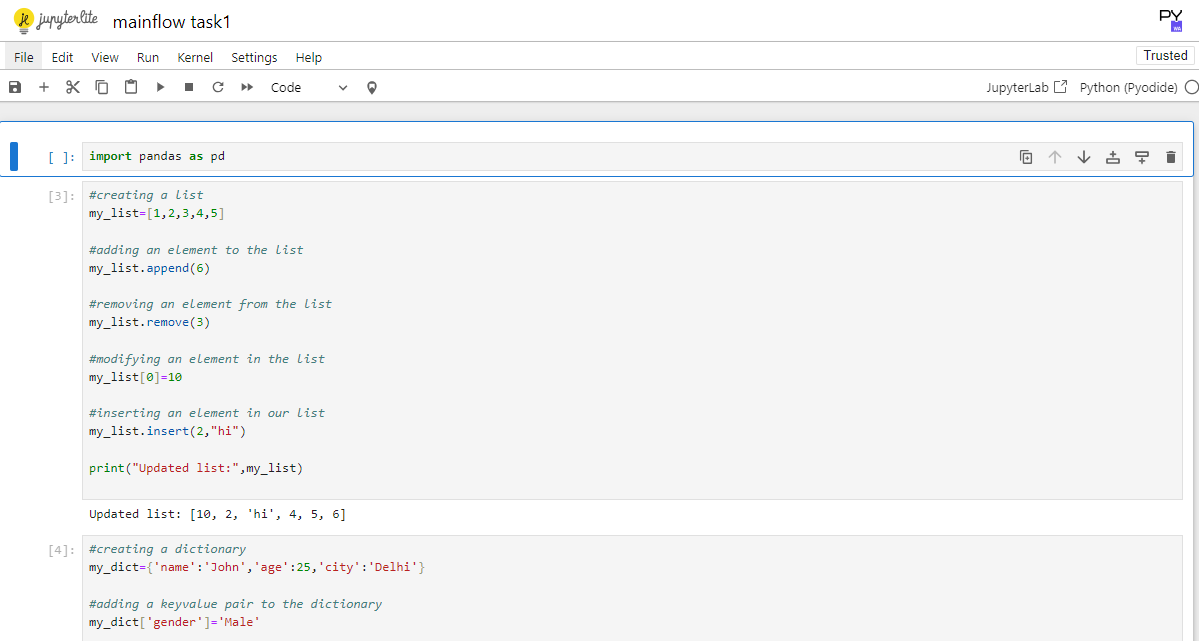 jupyterlite mainflow task1
PY
WA
File Edit View Run Kernel Settings Help
Trusted
Code
JupyterLab Python (Pyodide)
[ ]: import pandas as pd
[3]: #creating a list
my_list=[1,2,3,4,5]
#adding an element to the list
my_list.append(6)
#removing an element from the list
my_list.remove(3)
#modifying an element in the list
my_list[0]=10
#inserting an element in our list
my_list.insert(2,"hi")
print("Updated list:",my_list)
Updated list: [10, 2, 'hi', 4, 5, 6]
[4]: #creating a dictionary
my_dict={'name':'John','age':25,'city':'Delhi'}
#adding a keyvalue pair to the dictionary
my_dict['gender']='Male'